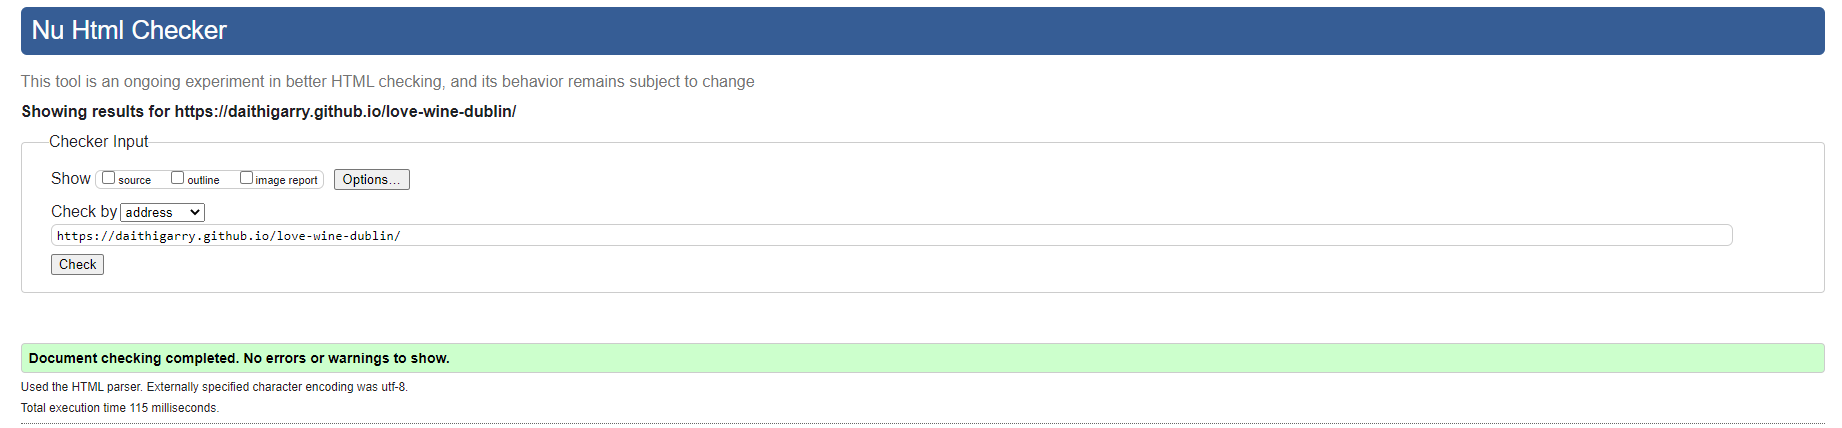 Nu Html Checker
This tool is an ongoing experiment in better HTML checking, and its behavior remains subject to change
Showing results for https://daithigarry.github.io/love-wine-dublin/
Checker Input
Show source outline image report Options...
Check by address
https://daithigarry.github.io/love-wine-dublin/
Check
Document checking completed. No errors or warnings to show.
Used the HTML parser. Externally specified character encoding was utf-8.
Total execution time 115 milliseconds.